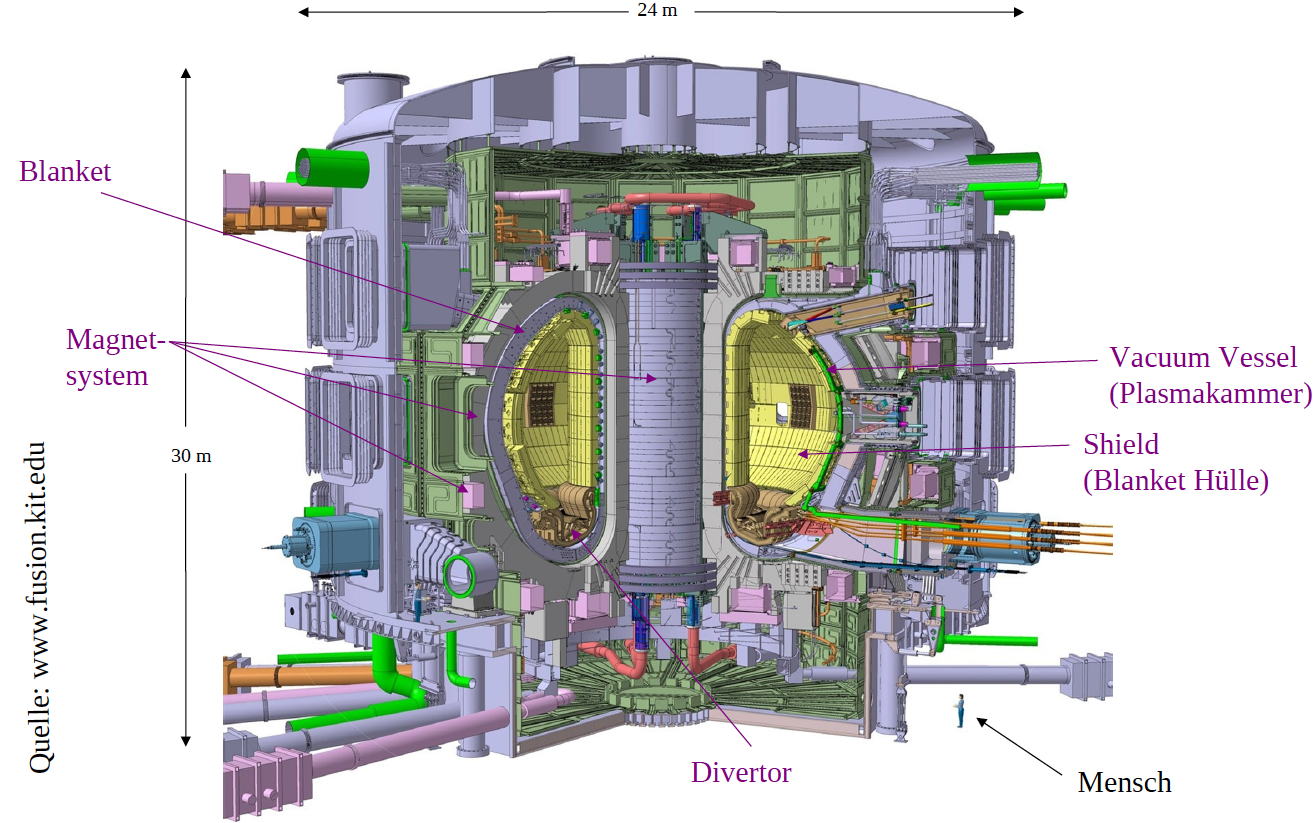 24 m
Blanket
Magnet-
system
Vacuum Vessel
(Plasmakammer)
Shield
(Blanket Hülle)
30 m
Quelle: www.fusion.kit.edu
Divertor
Mensch